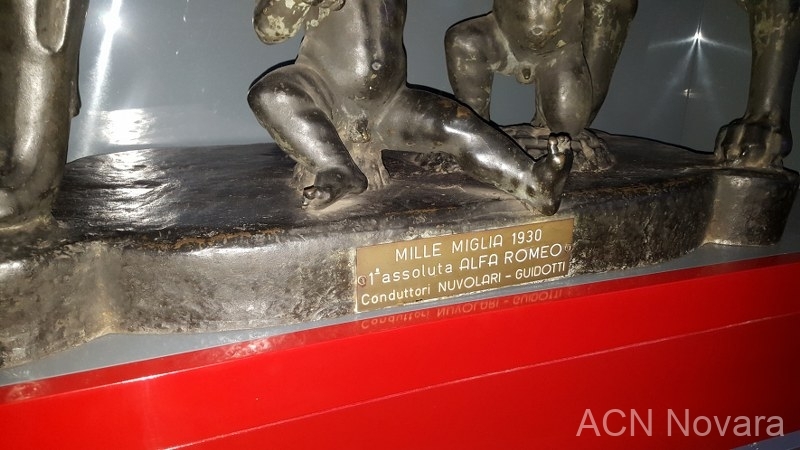 MILLE MIGLIA 1930
1ª assoluta ALFA ROMEO
Conduttori NUVOLARI - GUIDOTTI
ACN Novara